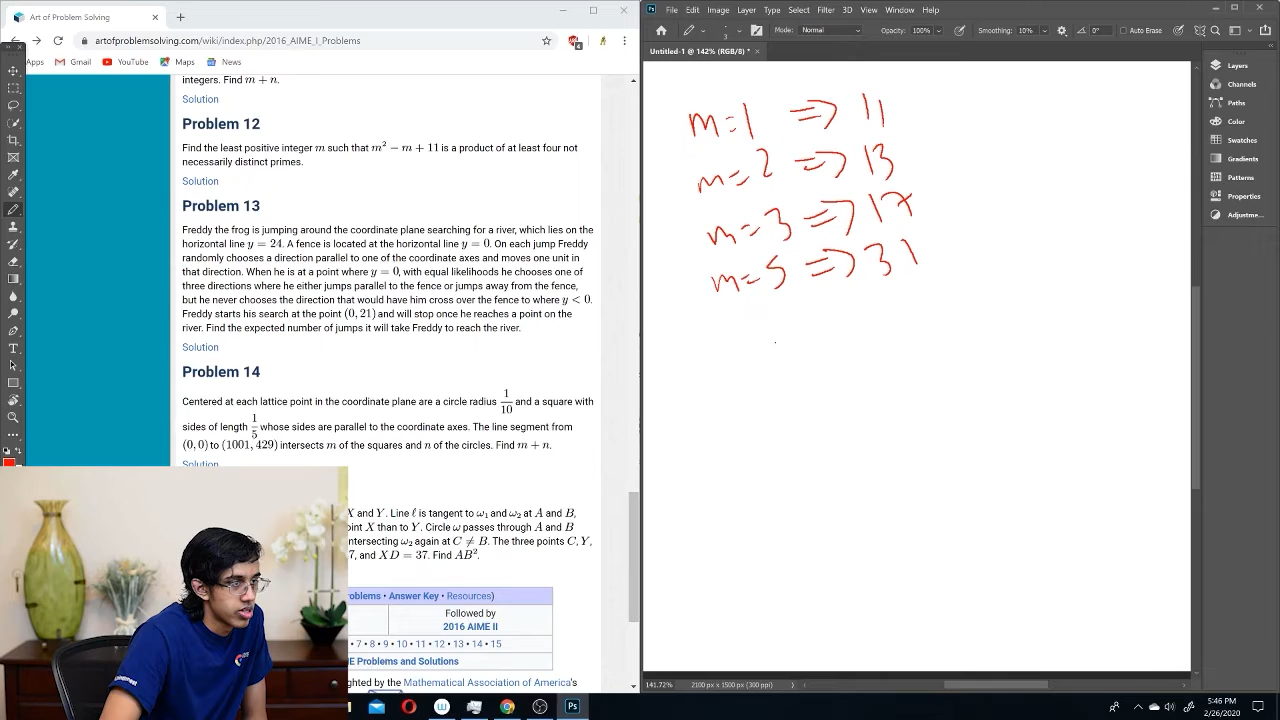 Art of Problem Solving
artofproblemsolving.com/wiki/index.php/2016_AIME_I_Problems
4
Apps Gmail YouTube Maps News
integers. Find m + n.
Solution
Problem 12
Find the least positive integer m such that m² − m + 11 is a product of at least four not
necessarily distinct primes.
Solution
Problem 13
Freddy the frog is jumping around the coordinate plane searching for a river, which lies on the
horizontal line y = 24. A fence is located at the horizontal line y = 0. On each jump Freddy
randomly chooses a direction parallel to one of the coordinate axes and moves one unit in
that direction. When he is at a point where y = 0, with equal likelihoods he chooses one of
three directions where he either jumps parallel to the fence or jumps away from the fence,
but he never chooses the direction that would have him cross over the fence to where y < 0.
Freddy starts his search at the point (0, 21) and will stop once he reaches a point on the
river. Find the expected number of jumps it will take Freddy to reach the river.
Solution
Problem 14
Centered at each lattice point in the coordinate plane are a circle radius 1/10 and a square with
sides of length 1/5 whose sides are parallel to the coordinate axes. The line segment from
(0, 0) to (1001, 429) intersects m of the squares and n of the circles. Find m + n.
Solution
X and Y. Line ℓ is tangent to ω₁ and ω₂ at A and B,
point X than to Y. Circle ω passes through A and B
ntersecting ω₂ again at C ≠ B. The three points C, Y,
7, and XD = 37. Find AB².
oblems • Answer Key • Resources)
Followed by
2016 AIME II
• 7 • 8 • 9 • 10 • 11 • 12 • 13 • 14 • 15
E Problems and Solutions
ghted by the Mathematical Association of America's
Ps File Edit Image Layer Type Select Filter 3D View Window Help
3 Mode: Normal Opacity: 100% Smoothing: 10% 0° Auto Erase
Untitled-1 @ 142% (RGB/8) *
m=1 => 11
m=2 => 13
m=3 => 17
m=5 => 31
Layers
Channels
Paths
Color
Swatches
Gradients
Patterns
Properties
Adjustme...
141.72% 2100 px x 1500 px (300 ppi)
Ps
5:46 PM
2/26/2020